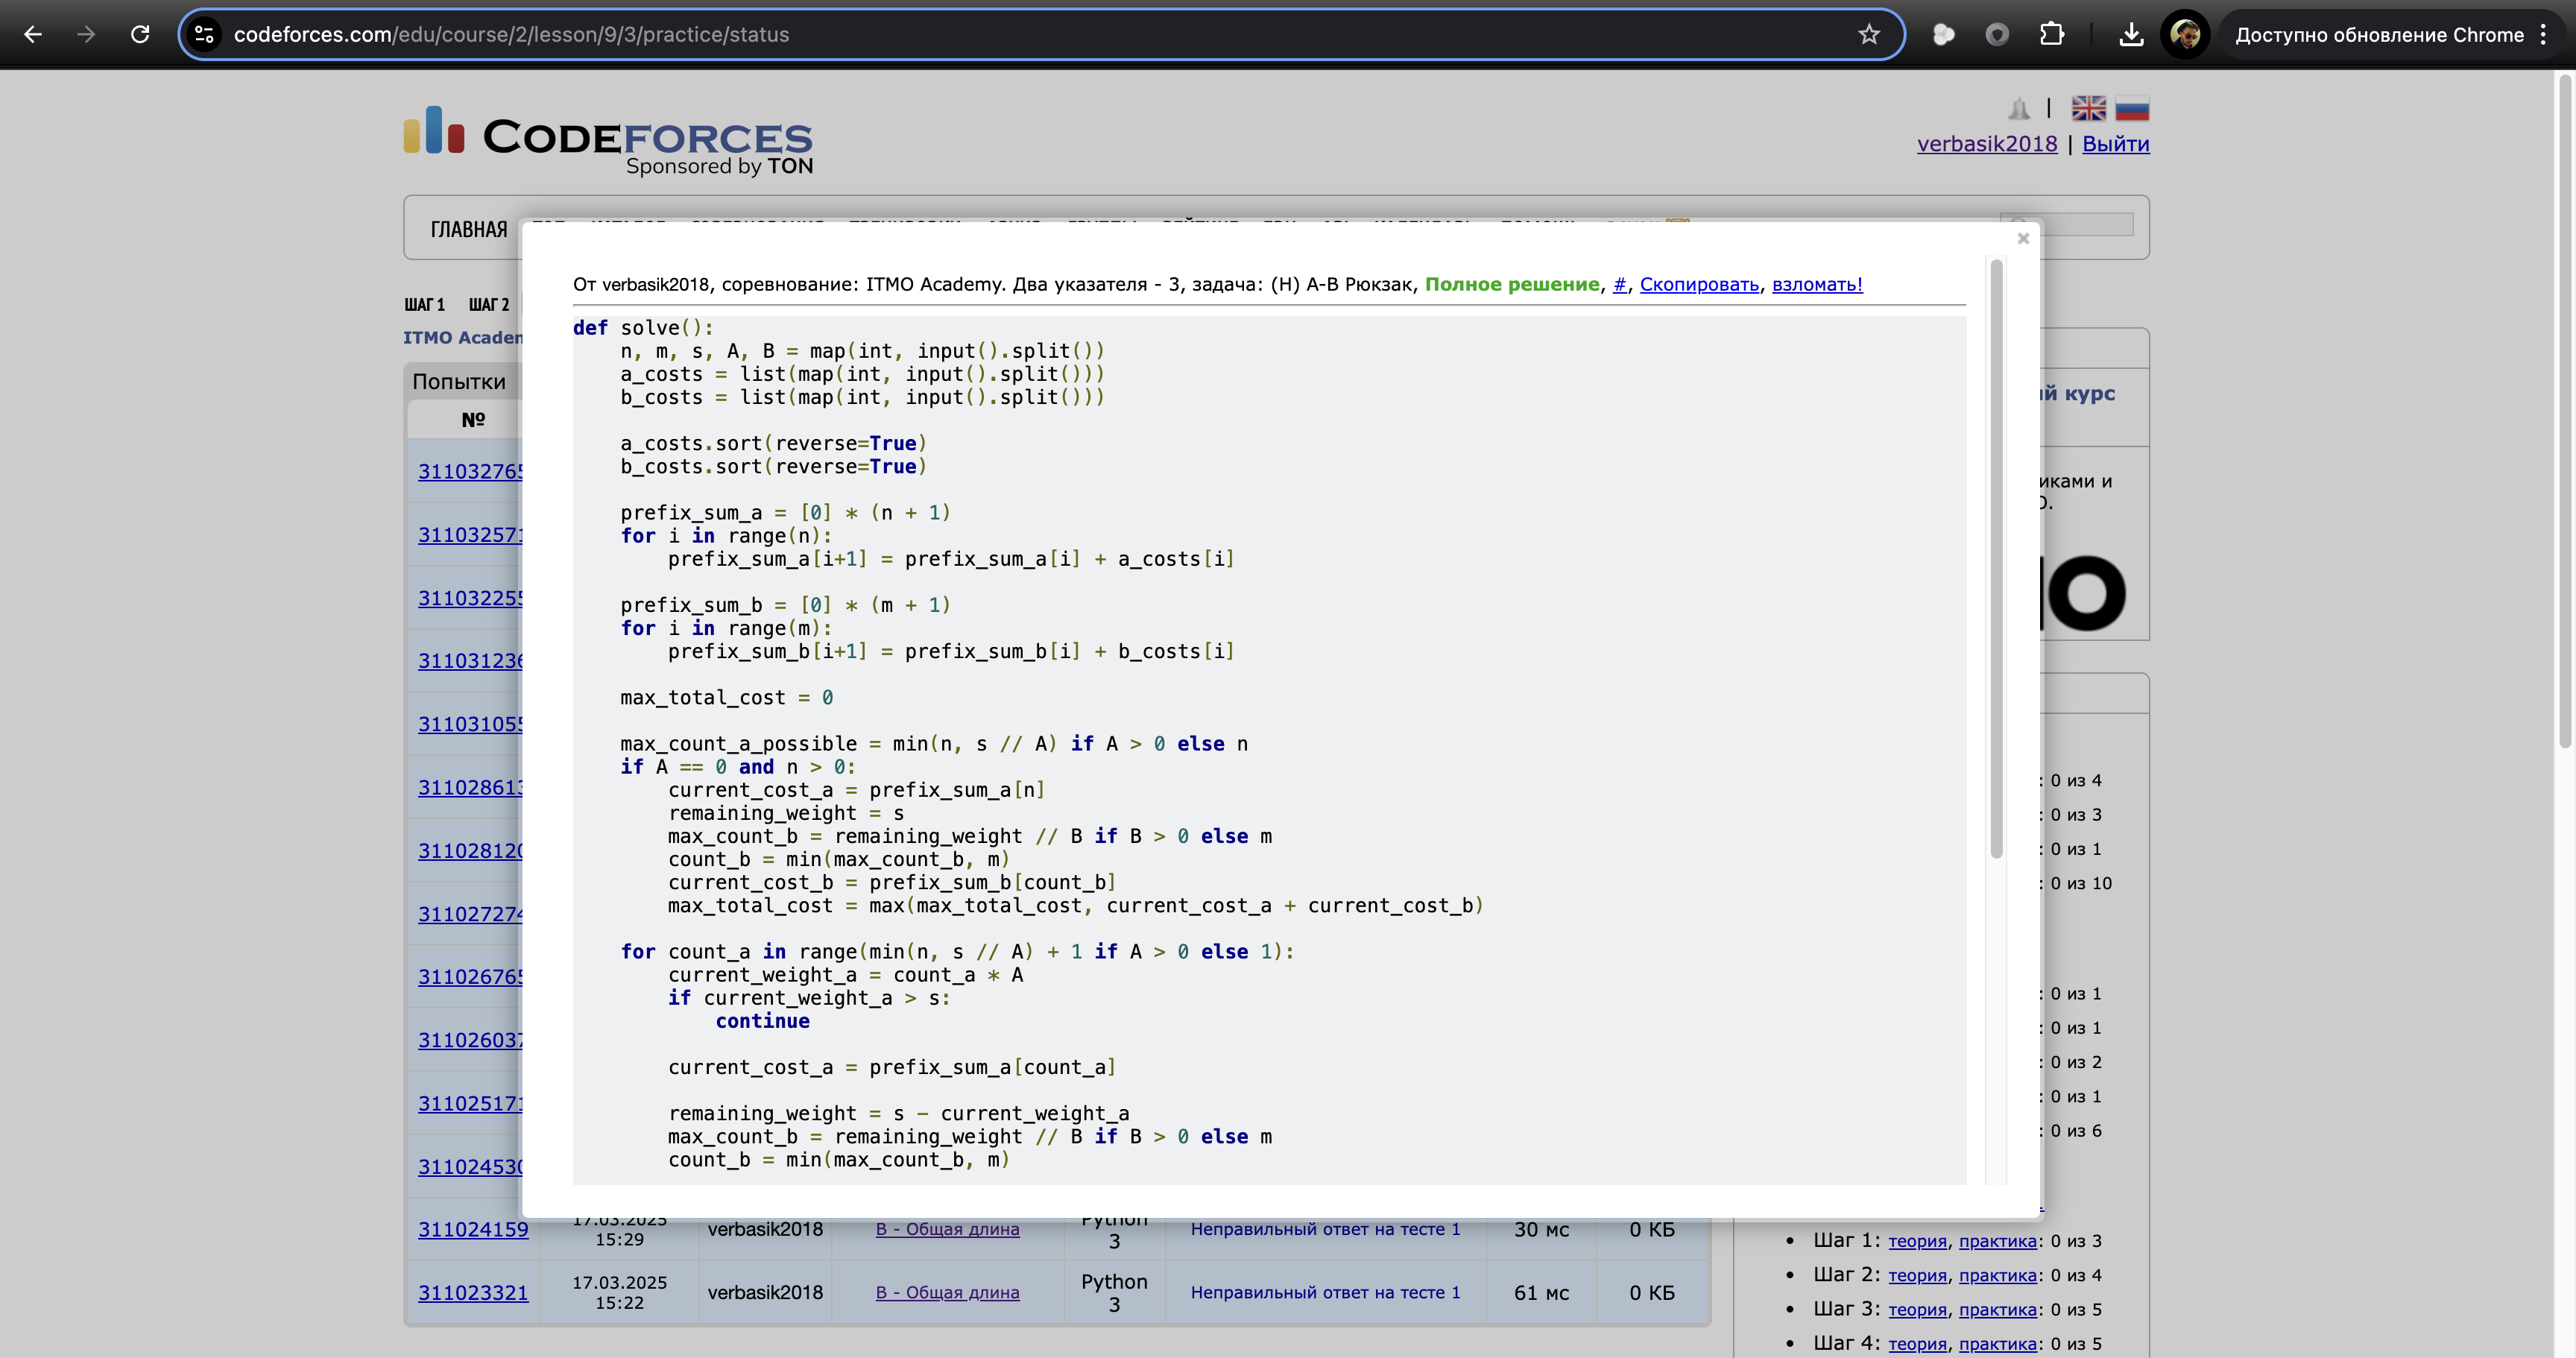 codeforces.com/edu/course/2/lesson/9/3/practice/status
Доступно обновление Chrome
CODEFORCES
Sponsored by TON
|
verbasik2018 | Выйти
ГЛАВНАЯ
ШАГ 1 ШАГ 2
ITMO Academ
Попытки
№
311032765
311032571
311032255
311031236
311031055
311028613
311028120
311027274
311026765
311026037
311025171
311024530
От verbasik2018, соревнование: ITMO Academy. Два указателя - 3, задача: (H) A-B Рюкзак, Полное решение, #, Скопировать, взломать!
def solve():
    n, m, s, A, B = map(int, input().split())
    a_costs = list(map(int, input().split()))
    b_costs = list(map(int, input().split()))
    a_costs.sort(reverse=True)
    b_costs.sort(reverse=True)
    prefix_sum_a = [0] * (n + 1)
    for i in range(n):
        prefix_sum_a[i+1] = prefix_sum_a[i] + a_costs[i]
    prefix_sum_b = [0] * (m + 1)
    for i in range(m):
        prefix_sum_b[i+1] = prefix_sum_b[i] + b_costs[i]
    max_total_cost = 0
    max_count_a_possible = min(n, s // A) if A > 0 else n
    if A == 0 and n > 0:
        current_cost_a = prefix_sum_a[n]
        remaining_weight = s
        max_count_b = remaining_weight // B if B > 0 else m
        count_b = min(max_count_b, m)
        current_cost_b = prefix_sum_b[count_b]
        max_total_cost = max(max_total_cost, current_cost_a + current_cost_b)
    for count_a in range(min(n, s // A) + 1 if A > 0 else 1):
        current_weight_a = count_a * A
        if current_weight_a > s:
            continue
        current_cost_a = prefix_sum_a[count_a]
        remaining_weight = s - current_weight_a
        max_count_b = remaining_weight // B if B > 0 else m
        count_b = min(max_count_b, m)
311024159 17.03.2025 15:29 verbasik2018 B - Общая длина Python 3 Неправильный ответ на тесте 1 30 мс 0 КБ
311023321 17.03.2025 15:22 verbasik2018 B - Общая длина Python 3 Неправильный ответ на тесте 1 61 мс 0 КБ
й курс
иками и
О.
: 0 из 4
: 0 из 3
: 0 из 1
: 0 из 10
: 0 из 1
: 0 из 1
: 0 из 2
: 0 из 1
: 0 из 6
Шаг 1: теория, практика: 0 из 3
Шаг 2: теория, практика: 0 из 4
Шаг 3: теория, практика: 0 из 5
Шаг 4: теория, практика: 0 из 5